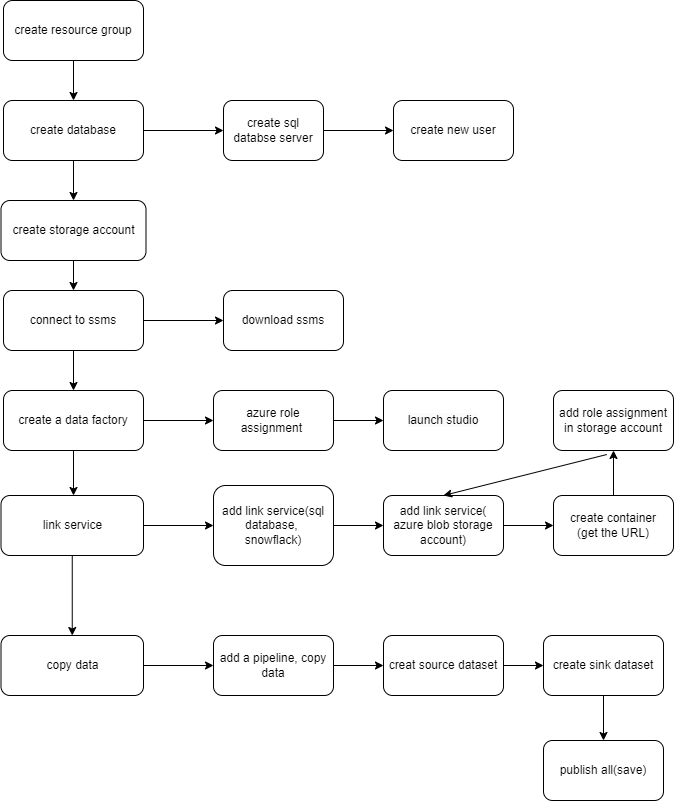 create resource group
create database
create sql
databse server
create new user
create storage account
connect to ssms
download ssms
create a data factory
azure role
assignment
launch studio
add role assignment
in storage account
link service
add link service(sql
database,
snowflack)
add link service(
azure blob storage
account)
create container
(get the URL)
copy data
add a pipeline, copy
data
creat source dataset
create sink dataset
publish all(save)